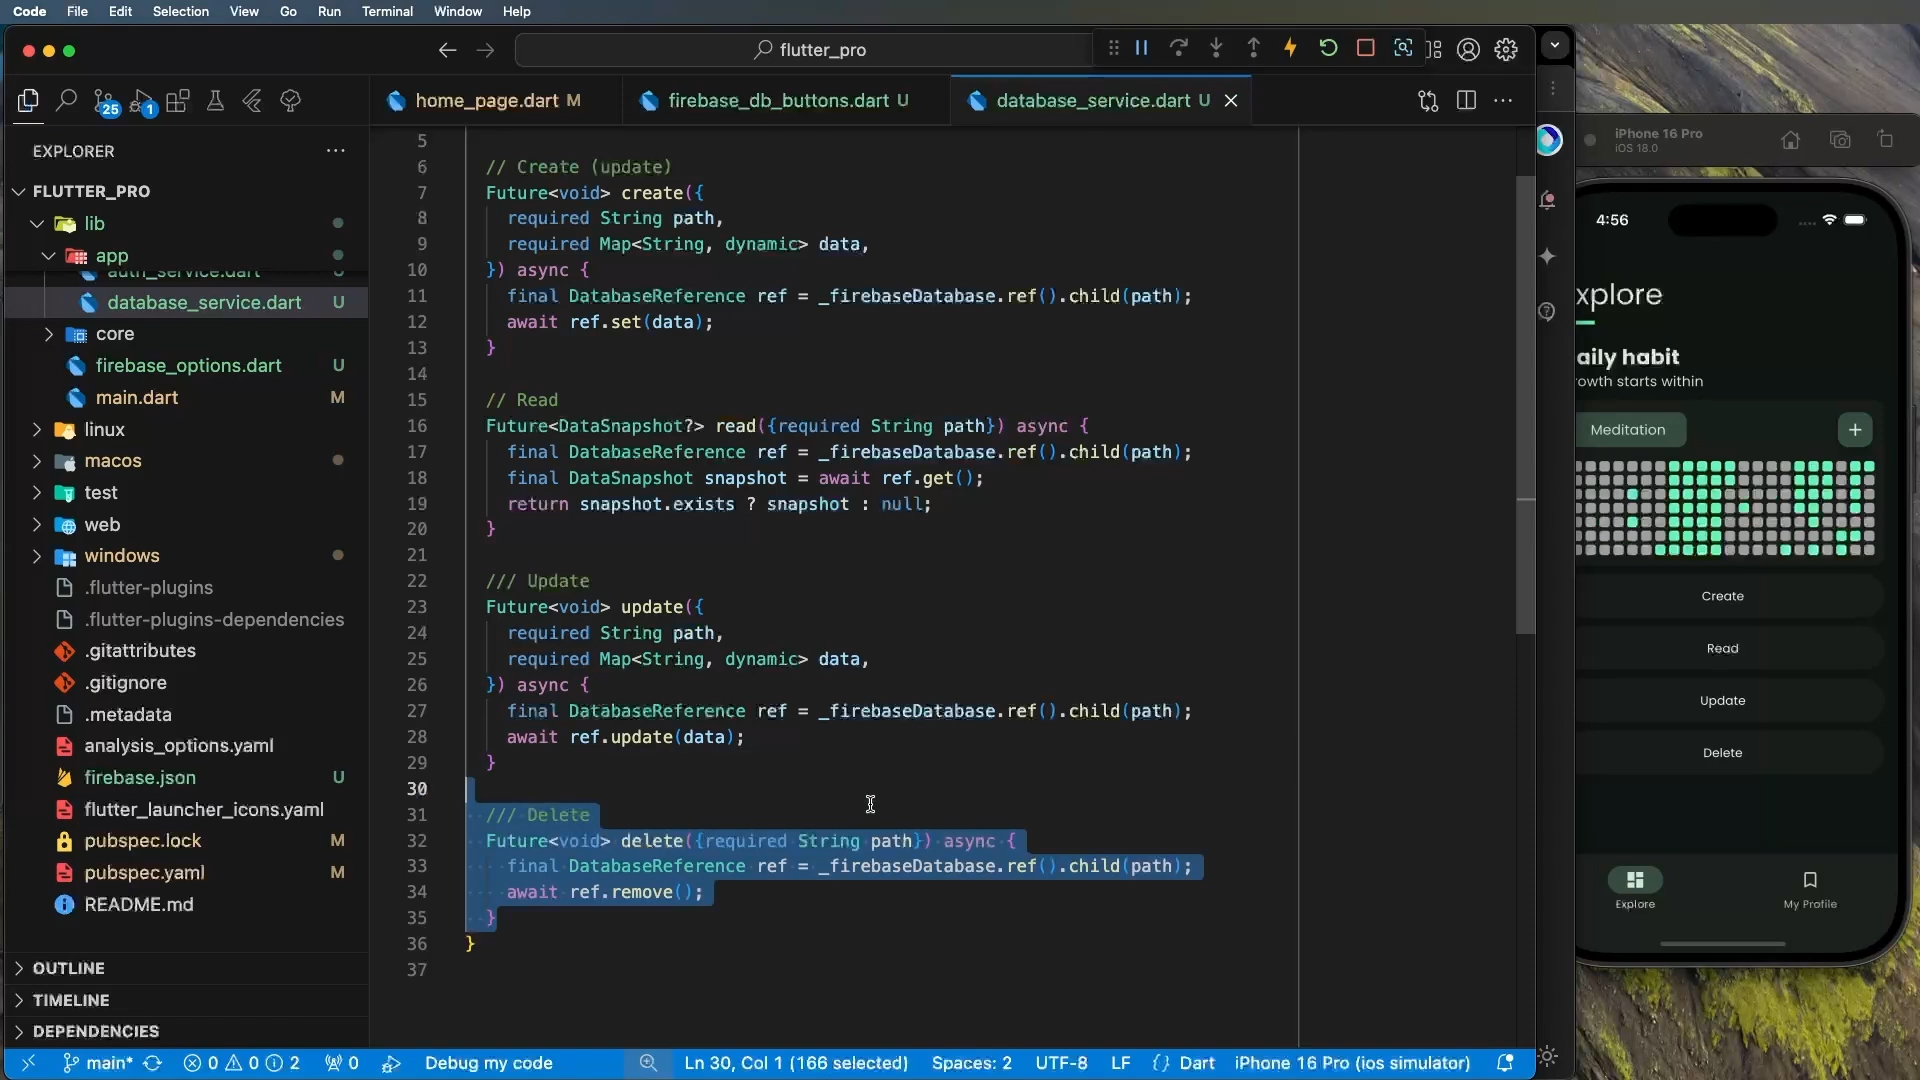 Code File Edit Selection View Go Run Terminal Window Help
flutter_pro
home_page.dart M
firebase_db_buttons.dart U
database_service.dart U
25
1
EXPLORER
FLUTTER_PRO
lib
app
auth_service.dart U
database_service.dart U
core
firebase_options.dart U
main.dart M
linux
macos
test
web
windows
.flutter-plugins
.flutter-plugins-dependencies
.gitattributes
.gitignore
.metadata
analysis_options.yaml
firebase.json U
flutter_launcher_icons.yaml
pubspec.lock M
pubspec.yaml M
README.md
OUTLINE
TIMELINE
DEPENDENCIES
5
6 // Create (update)
7 Future<void> create({
8 required String path,
9 required Map<String, dynamic> data,
10 }) async {
11 final DatabaseReference ref = _firebaseDatabase.ref().child(path);
12 await ref.set(data);
13 }
14
15 // Read
16 Future<DataSnapshot?> read({required String path}) async {
17 final DatabaseReference ref = _firebaseDatabase.ref().child(path);
18 final DataSnapshot snapshot = await ref.get();
19 return snapshot.exists ? snapshot : null;
20 }
21
22 /// Update
23 Future<void> update({
24 required String path,
25 required Map<String, dynamic> data,
26 }) async {
27 final DatabaseReference ref = _firebaseDatabase.ref().child(path);
28 await ref.update(data);
29 }
30
31 /// Delete
32 Future<void> delete({required String path}) async {
33 final DatabaseReference ref = _firebaseDatabase.ref().child(path);
34 await ref.remove();
35 }
36 }
37
iPhone 16 Pro
iOS 18.0
4:56
xplore
aily habit
owth starts within
Meditation
+
Create
Read
Update
Delete
Explore
My Profile
main* 0 0 2 0 Debug my code Ln 30, Col 1 (166 selected) Spaces: 2 UTF-8 LF {} Dart iPhone 16 Pro (ios simulator)